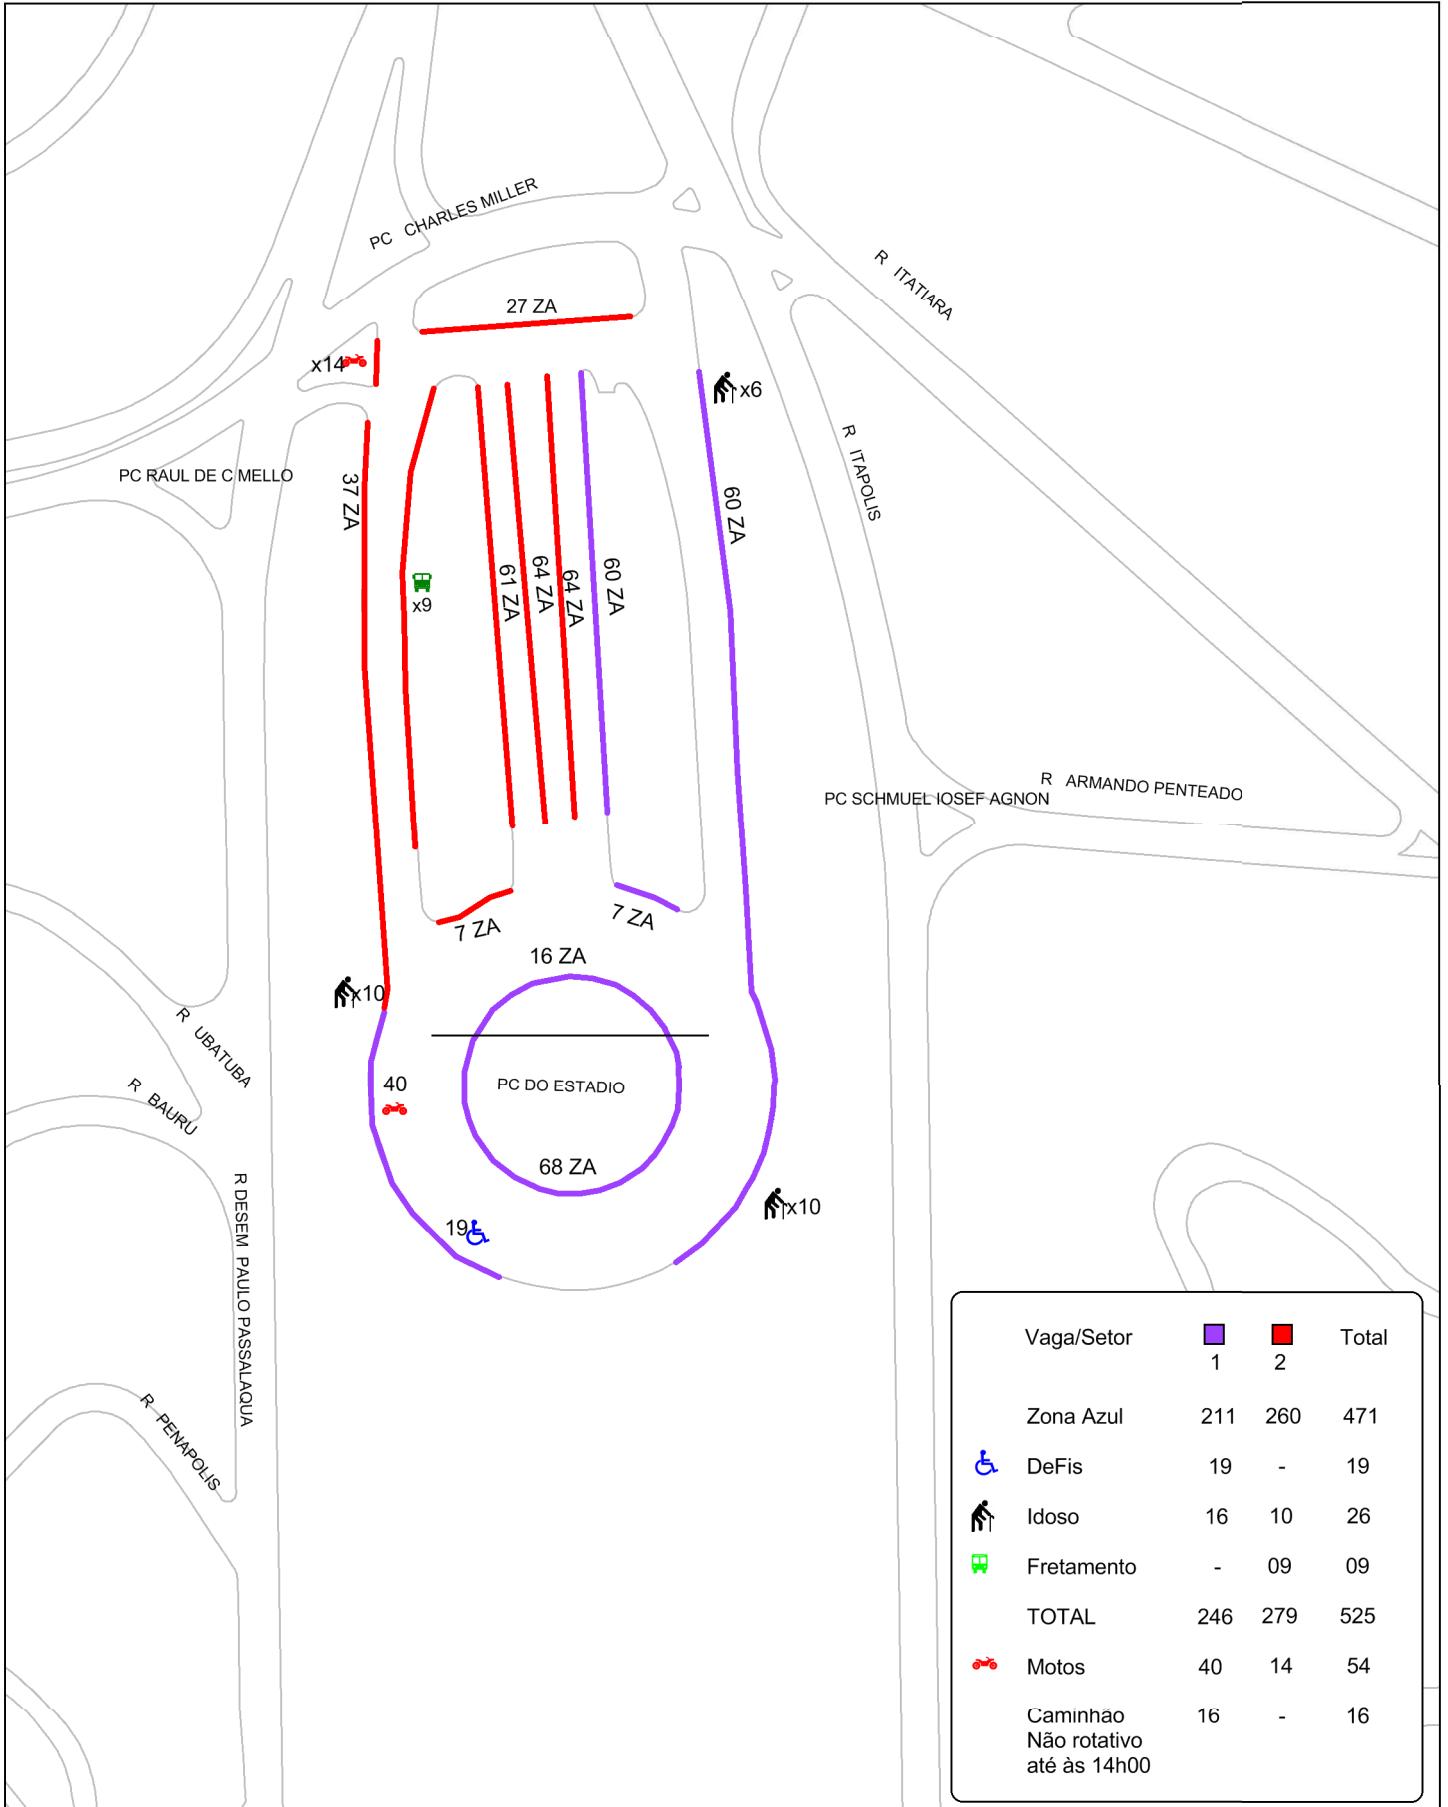 PC CHARLES MILLER
R ITATIARA
27 ZA
x14
x6
PC RAUL DE C MELLO
37 ZA
R ITAPOLIS
60 ZA
x9
61 ZA
64 ZA
64 ZA
60 ZA
R ARMANDO PENTEADO
PC SCHMUEL IOSEF AGNON
7 ZA
7 ZA
16 ZA
x10
R UBATUBA
40
PC DO ESTADIO
R BAURU
68 ZA
x10
19
R DESEM PAULO PASSALAQUA
R PENAPOLIS
Vaga/Setor 1 2 Total
Zona Azul 211 260 471
DeFis 19 - 19
Idoso 16 10 26
Fretamento - 09 09
TOTAL 246 279 525
Motos 40 14 54
Caminhão 16 - 16
Não rotativo
até às 14h00